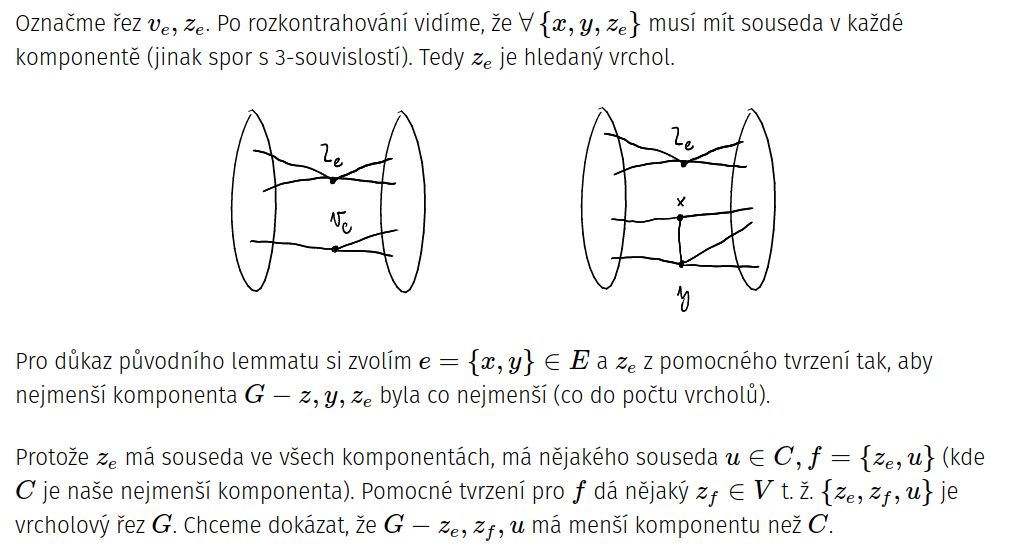 Označme řez v_e, z_e. Po rozkontrahování vidíme, že ∀ {x, y, z_e} musí mít souseda v každé
komponentě (jinak spor s 3-souvislostí). Tedy z_e je hledaný vrchol.
z_e
v_e
z_e
x
y
Pro důkaz původního lemmatu si zvolím e = {x, y} ∈ E a z_e z pomocného tvrzení tak, aby
nejmenší komponenta G − z, y, z_e byla co nejmenší (co do počtu vrcholů).
Protože z_e má souseda ve všech komponentách, má nějakého souseda u ∈ C, f = {z_e, u} (kde
C je naše nejmenší komponenta). Pomocné tvrzení pro f dá nějaký z_f ∈ V t. ž. {z_e, z_f, u} je
vrcholový řez G. Chceme dokázat, že G − z_e, z_f, u má menší komponentu než C.